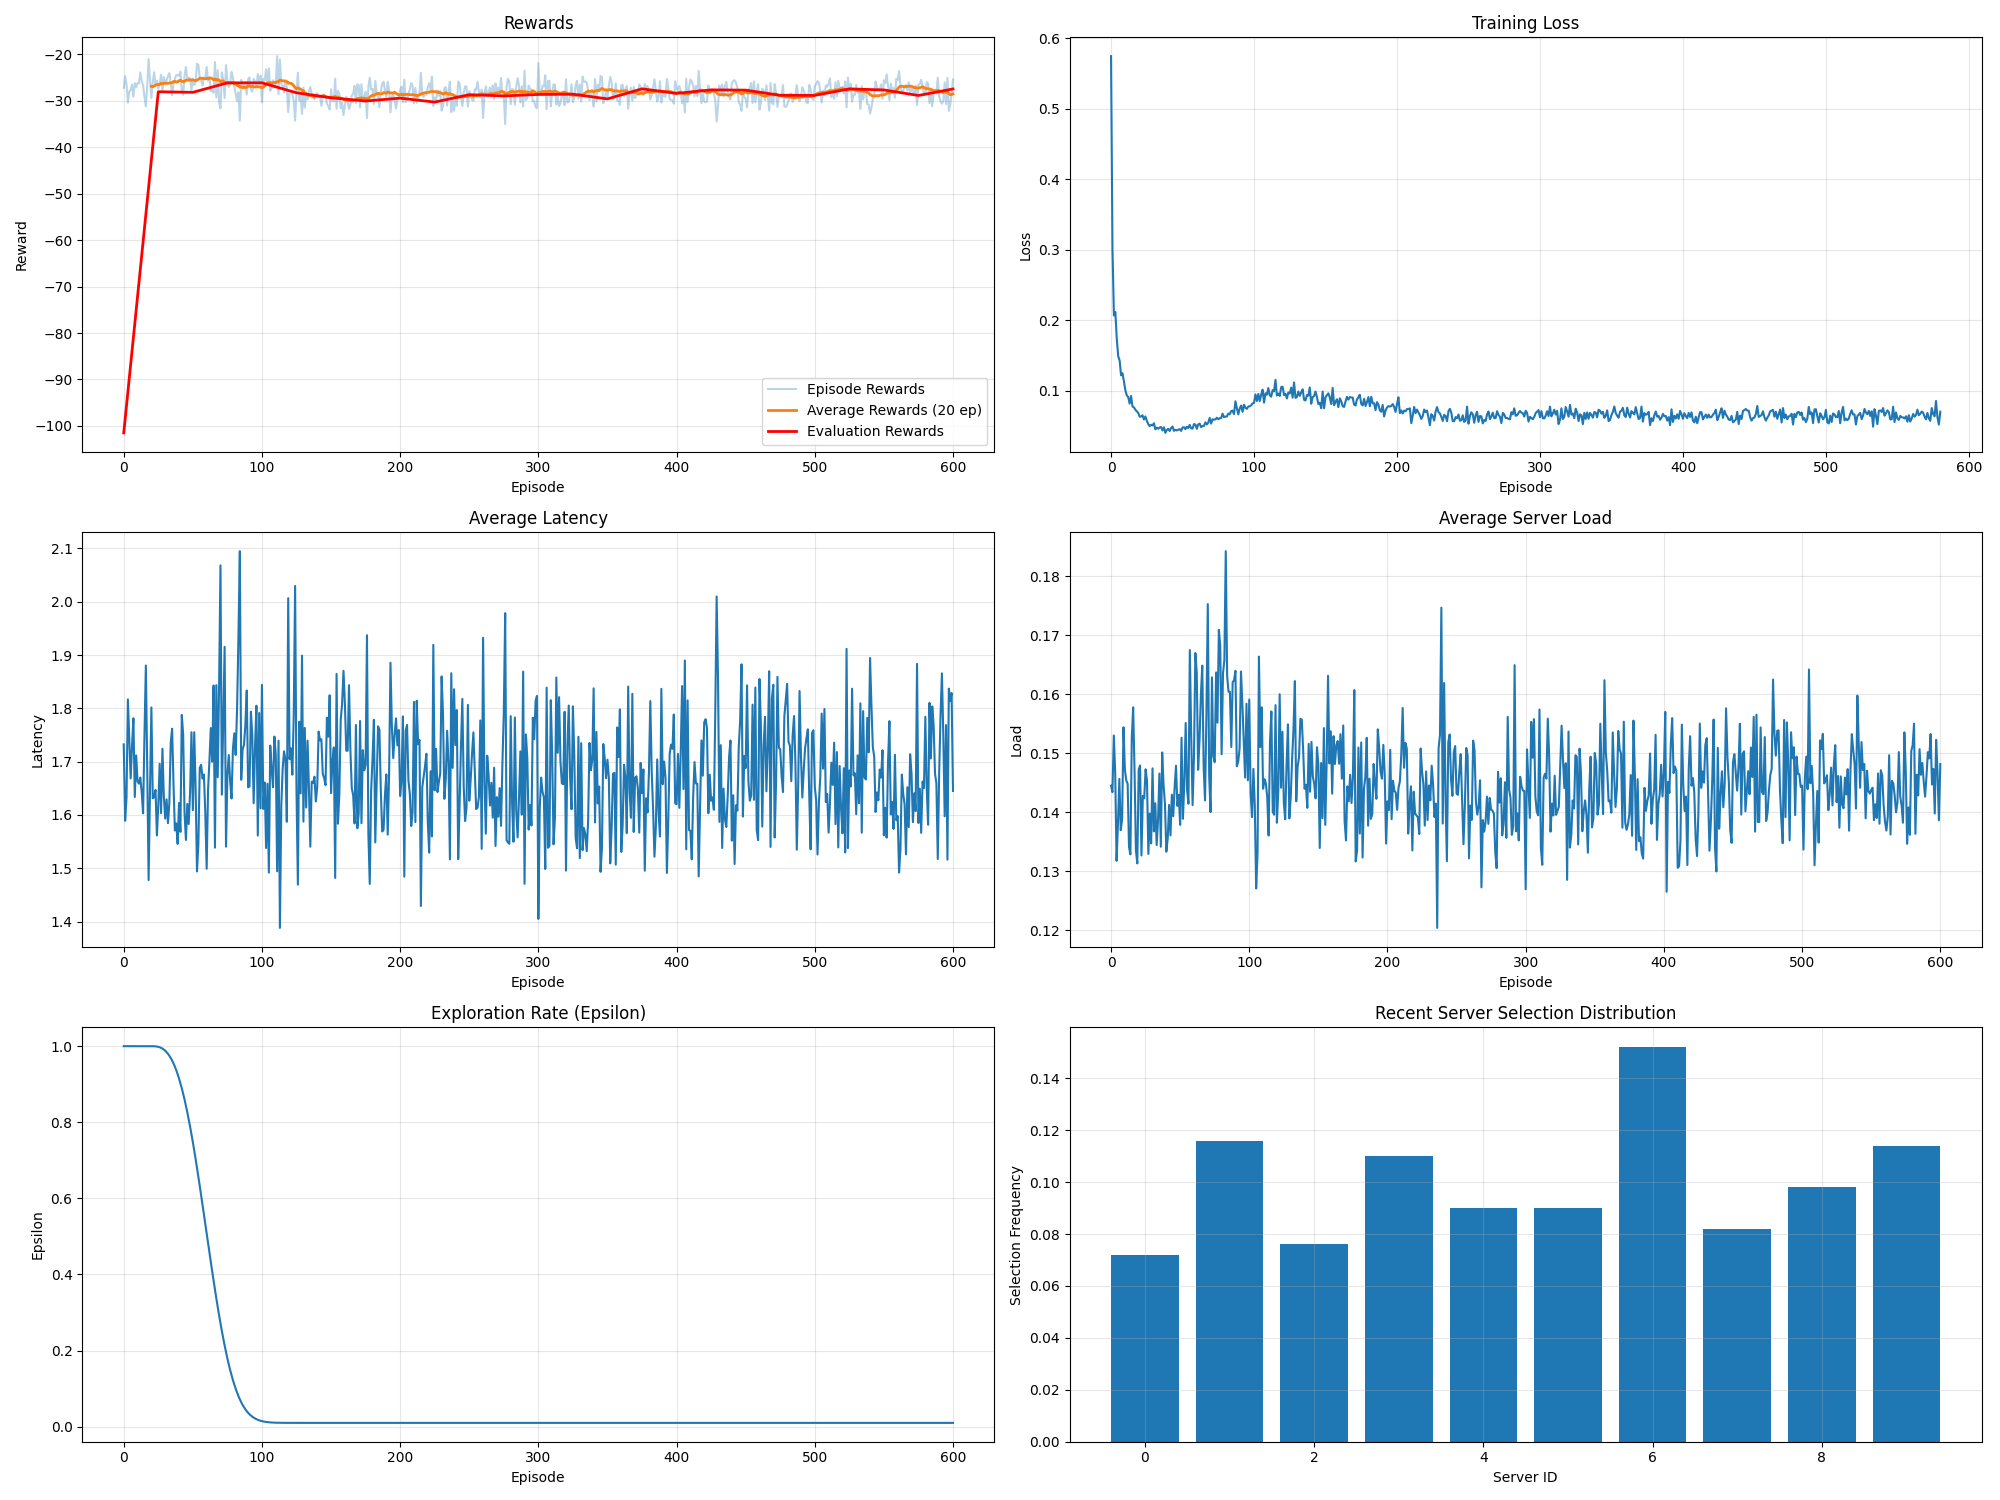 Rewards
Reward
−20
−30
−40
−50
−60
−70
−80
−90
−100
Episode Rewards
Average Rewards (20 ep)
Evaluation Rewards
0 100 200 300 400 500 600
Episode
Training Loss
Loss
0.6
0.5
0.4
0.3
0.2
0.1
0 100 200 300 400 500 600
Episode
Average Latency
Latency
2.1
2.0
1.9
1.8
1.7
1.6
1.5
1.4
0 100 200 300 400 500 600
Episode
Average Server Load
Load
0.18
0.17
0.16
0.15
0.14
0.13
0.12
0 100 200 300 400 500 600
Episode
Exploration Rate (Epsilon)
Epsilon
1.0
0.8
0.6
0.4
0.2
0.0
0 100 200 300 400 500 600
Episode
Recent Server Selection Distribution
Selection Frequency
0.14
0.12
0.10
0.08
0.06
0.04
0.02
0.00
0 2 4 6 8
Server ID